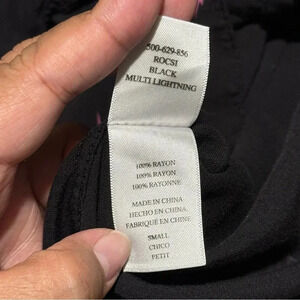 500-629-856
ROCSI
BLACK
MULTI LIGHTNING
100% RAYON
100% RAYON
100% RAYONNE
MADE IN CHINA
HECHO EN CHINA
FABRIQUÉ EN CHINE
SMALL
CHICO
PETIT